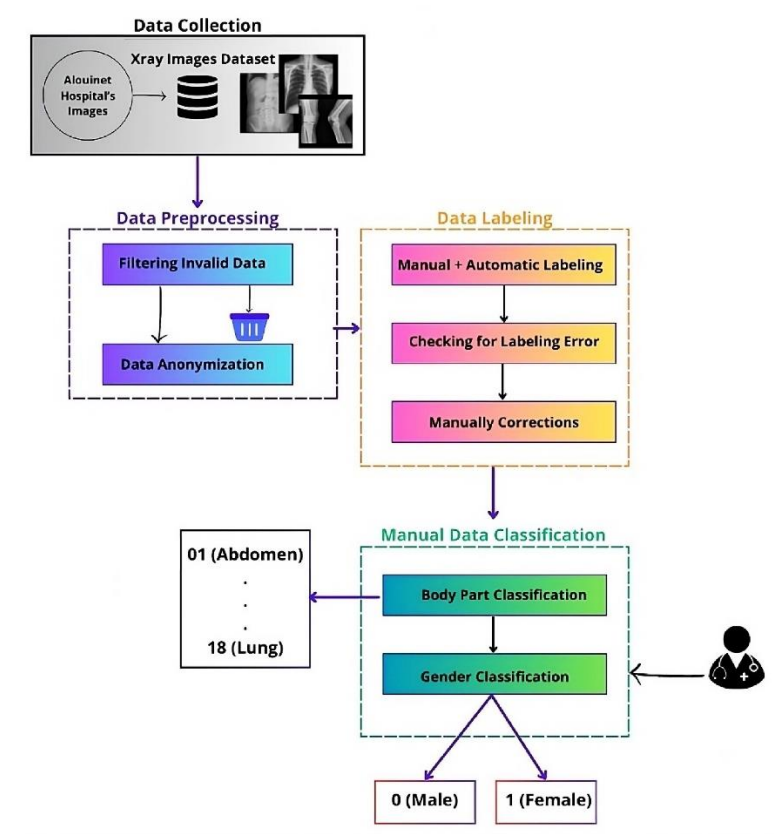 Data Collection
Xray Images Dataset
Alouinet
Hospital's
Images
Data Preprocessing
Filtering Invalid Data
Data Anonymization
Data Labeling
Manual + Automatic Labeling
Checking for Labeling Error
Manually Corrections
Manual Data Classification
Body Part Classification
Gender Classification
01 (Abdomen)
.
.
.
18 (Lung)
0 (Male)
1 (Female)